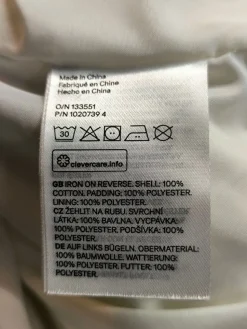 Made in China
Fabriqué en Chine
Hecho en China
O/N 133551
P/N 1020739 4
30
clevercare.info
GB IRON ON REVERSE. SHELL: 100%
COTTON. PADDING: 100% POLYESTER.
LINING: 100% POLYESTER.
CZ ŽEHLIT NA RUBU. SVRCHNÍ
LÁTKA: 100% BAVLNA. VYCPÁVKA:
100% POLYESTER. PODŠÍVKA: 100%
POLYESTER.
DE AUF LINKS BÜGELN. OBERMATERIAL:
100% BAUMWOLLE. WATTIERUNG:
100% POLYESTER. FUTTER: 100%
POLYESTER.